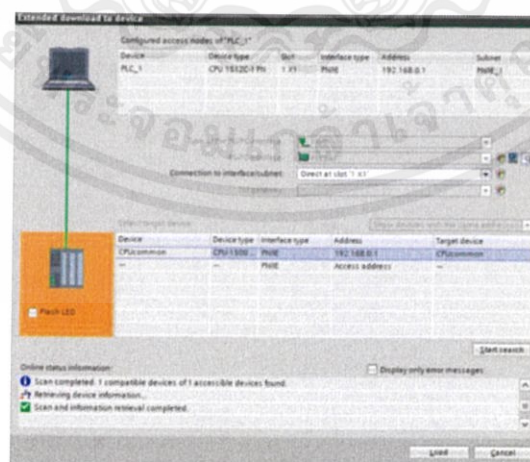 Extended download to device
Configured access nodes of "PLC_1"
Device Device type Slot Interface type Address Subnet
PLC_1 CPU 1512C-1 PN 1 X1 PN/IE 192.168.0.1 PN/IE_1
Connection to interface/subnet: Direct at slot '1 X1'
Select target device:
Device Device type Interface type Address Target device
CPUcommon CPU-1500 ... PN/IE 192.168.0.1 CPUcommon
— — PN/IE Access address —
Flash LED
Start search
Online status information: Display only error messages
Scan completed. 1 compatible devices of 1 accessible devices found.
Retrieving device information...
Scan and information retrieval completed.
Load Cancel